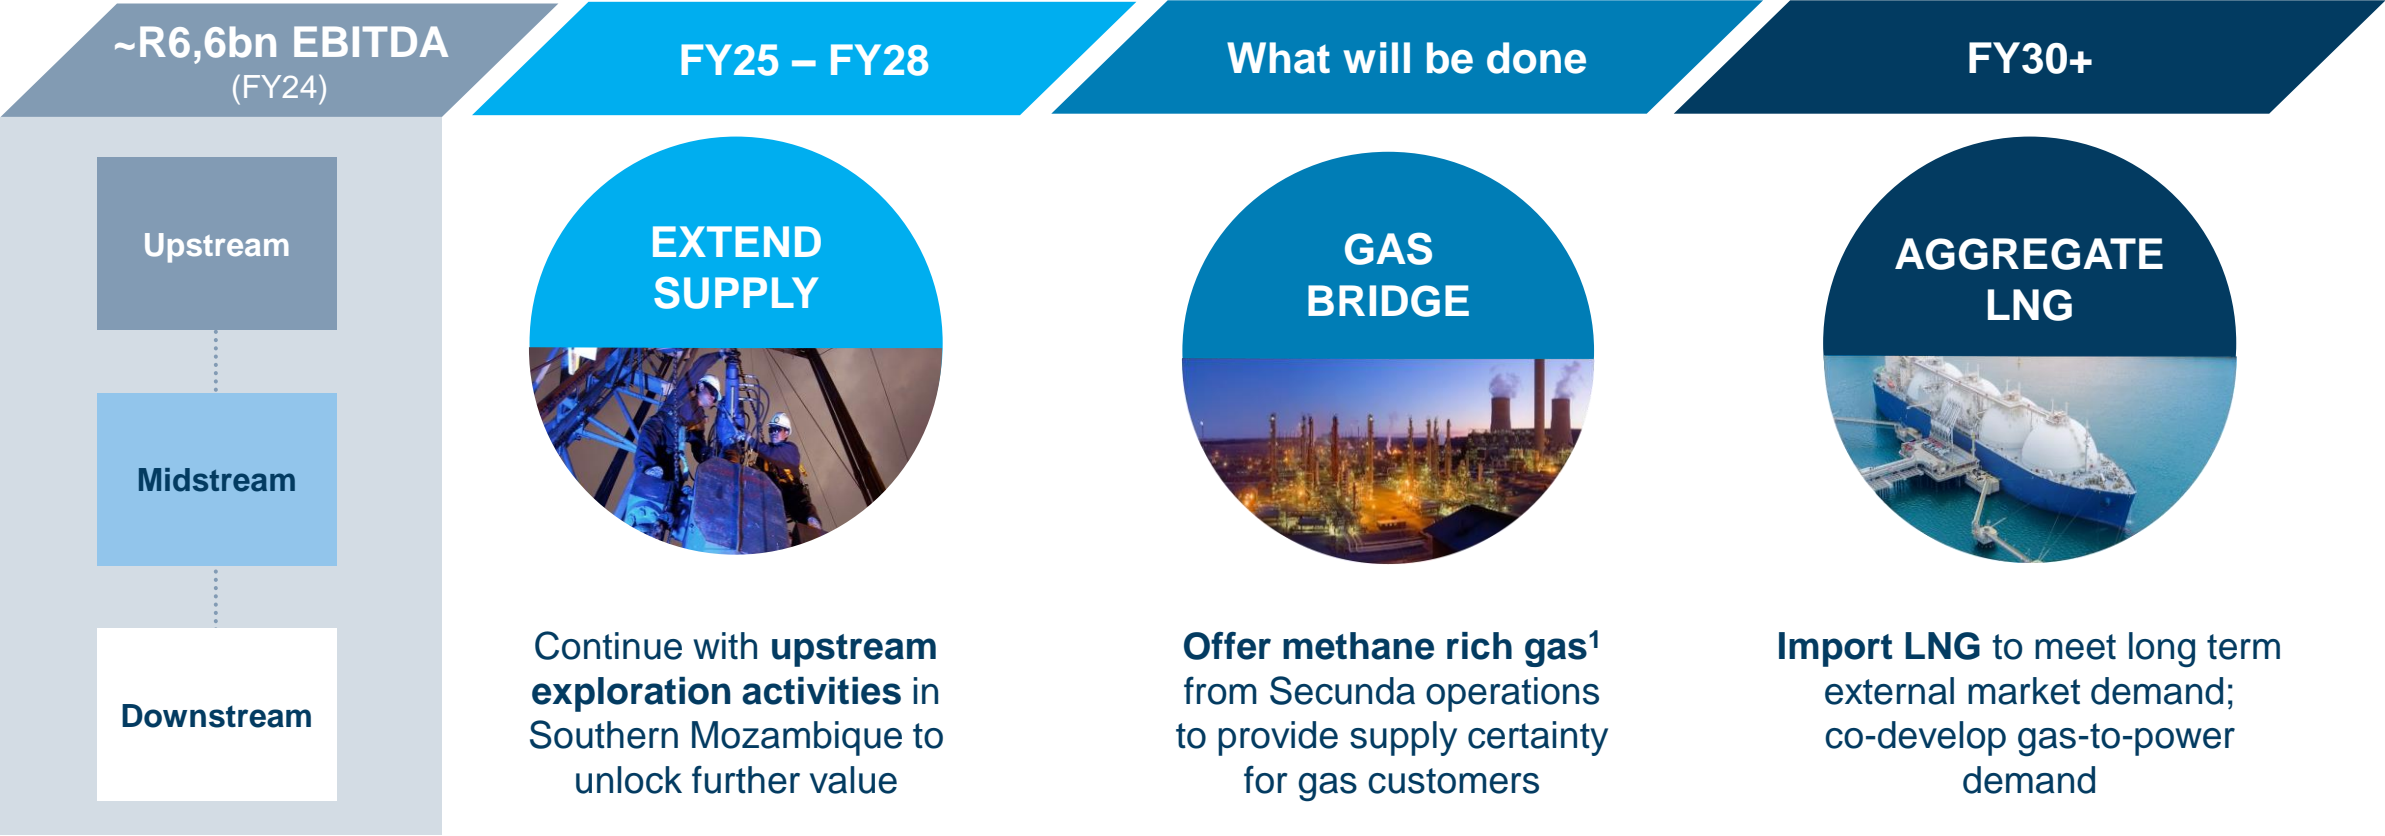 ~R6,6bn EBITDA
(FY24)
FY25 – FY28
What will be done
FY30+
Upstream
Midstream
Downstream
EXTEND
SUPPLY
Continue with upstream
exploration activities in
Southern Mozambique to
unlock further value
GAS
BRIDGE
Offer methane rich gas¹
from Secunda operations
to provide supply certainty
for gas customers
AGGREGATE
LNG
Import LNG to meet long term
external market demand;
co-develop gas-to-power
demand